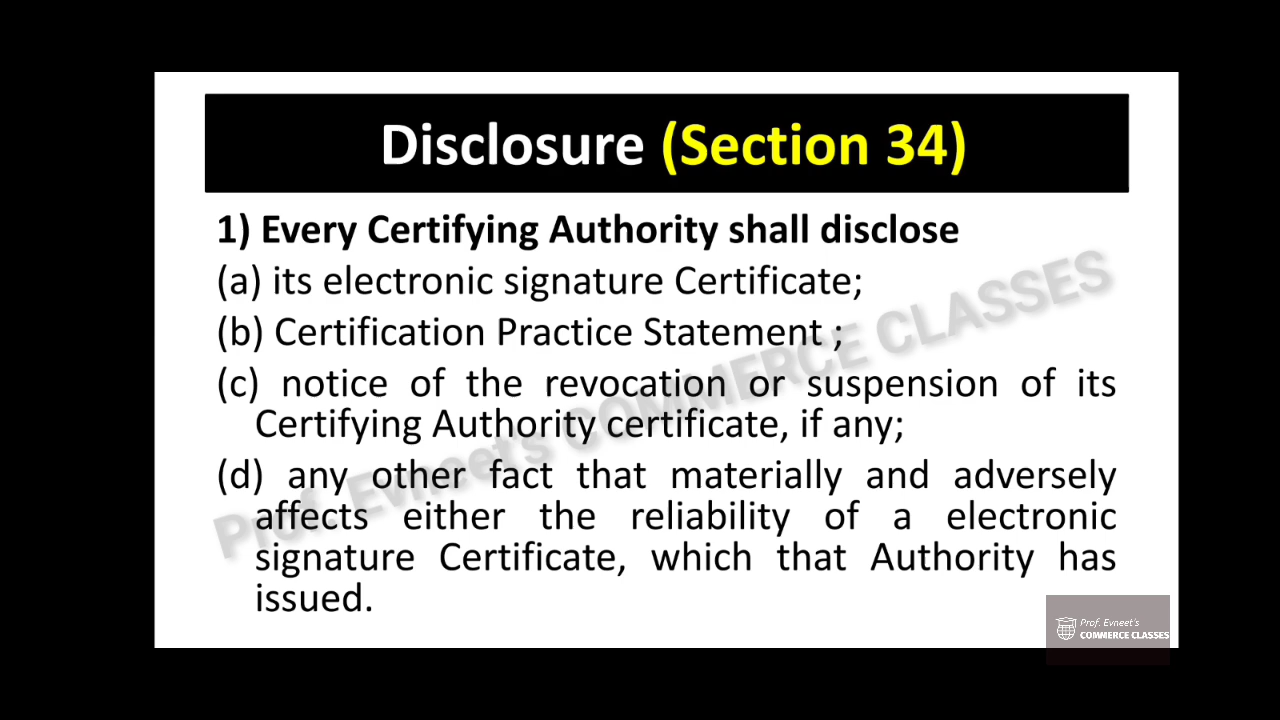 Disclosure (Section 34)
1) Every Certifying Authority shall disclose
(a) its electronic signature Certificate;
(b) Certification Practice Statement ;
(c) notice of the revocation or suspension of its
Certifying Authority certificate, if any;
(d) any other fact that materially and adversely
affects either the reliability of a electronic
signature Certificate, which that Authority has
issued.
Prof. Evneet's COMMERCE CLASSES
Prof. Evneet's
COMMERCE CLASSES